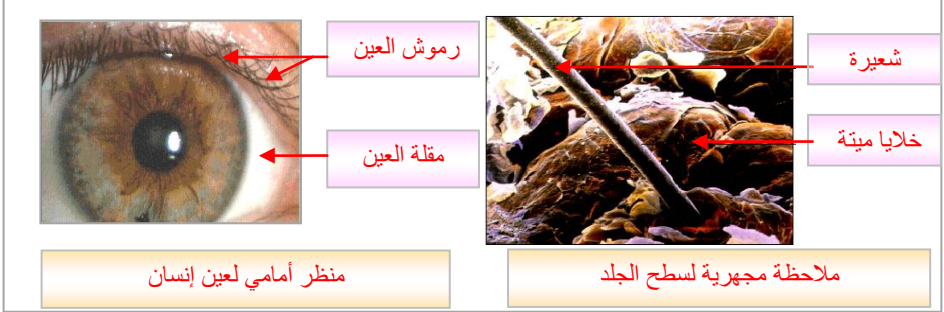 رموش العين
شعيرة
خلايا ميتة
مقلة العين
منظر أمامي لعين إنسان
ملاحظة مجهرية لسطح الجلد